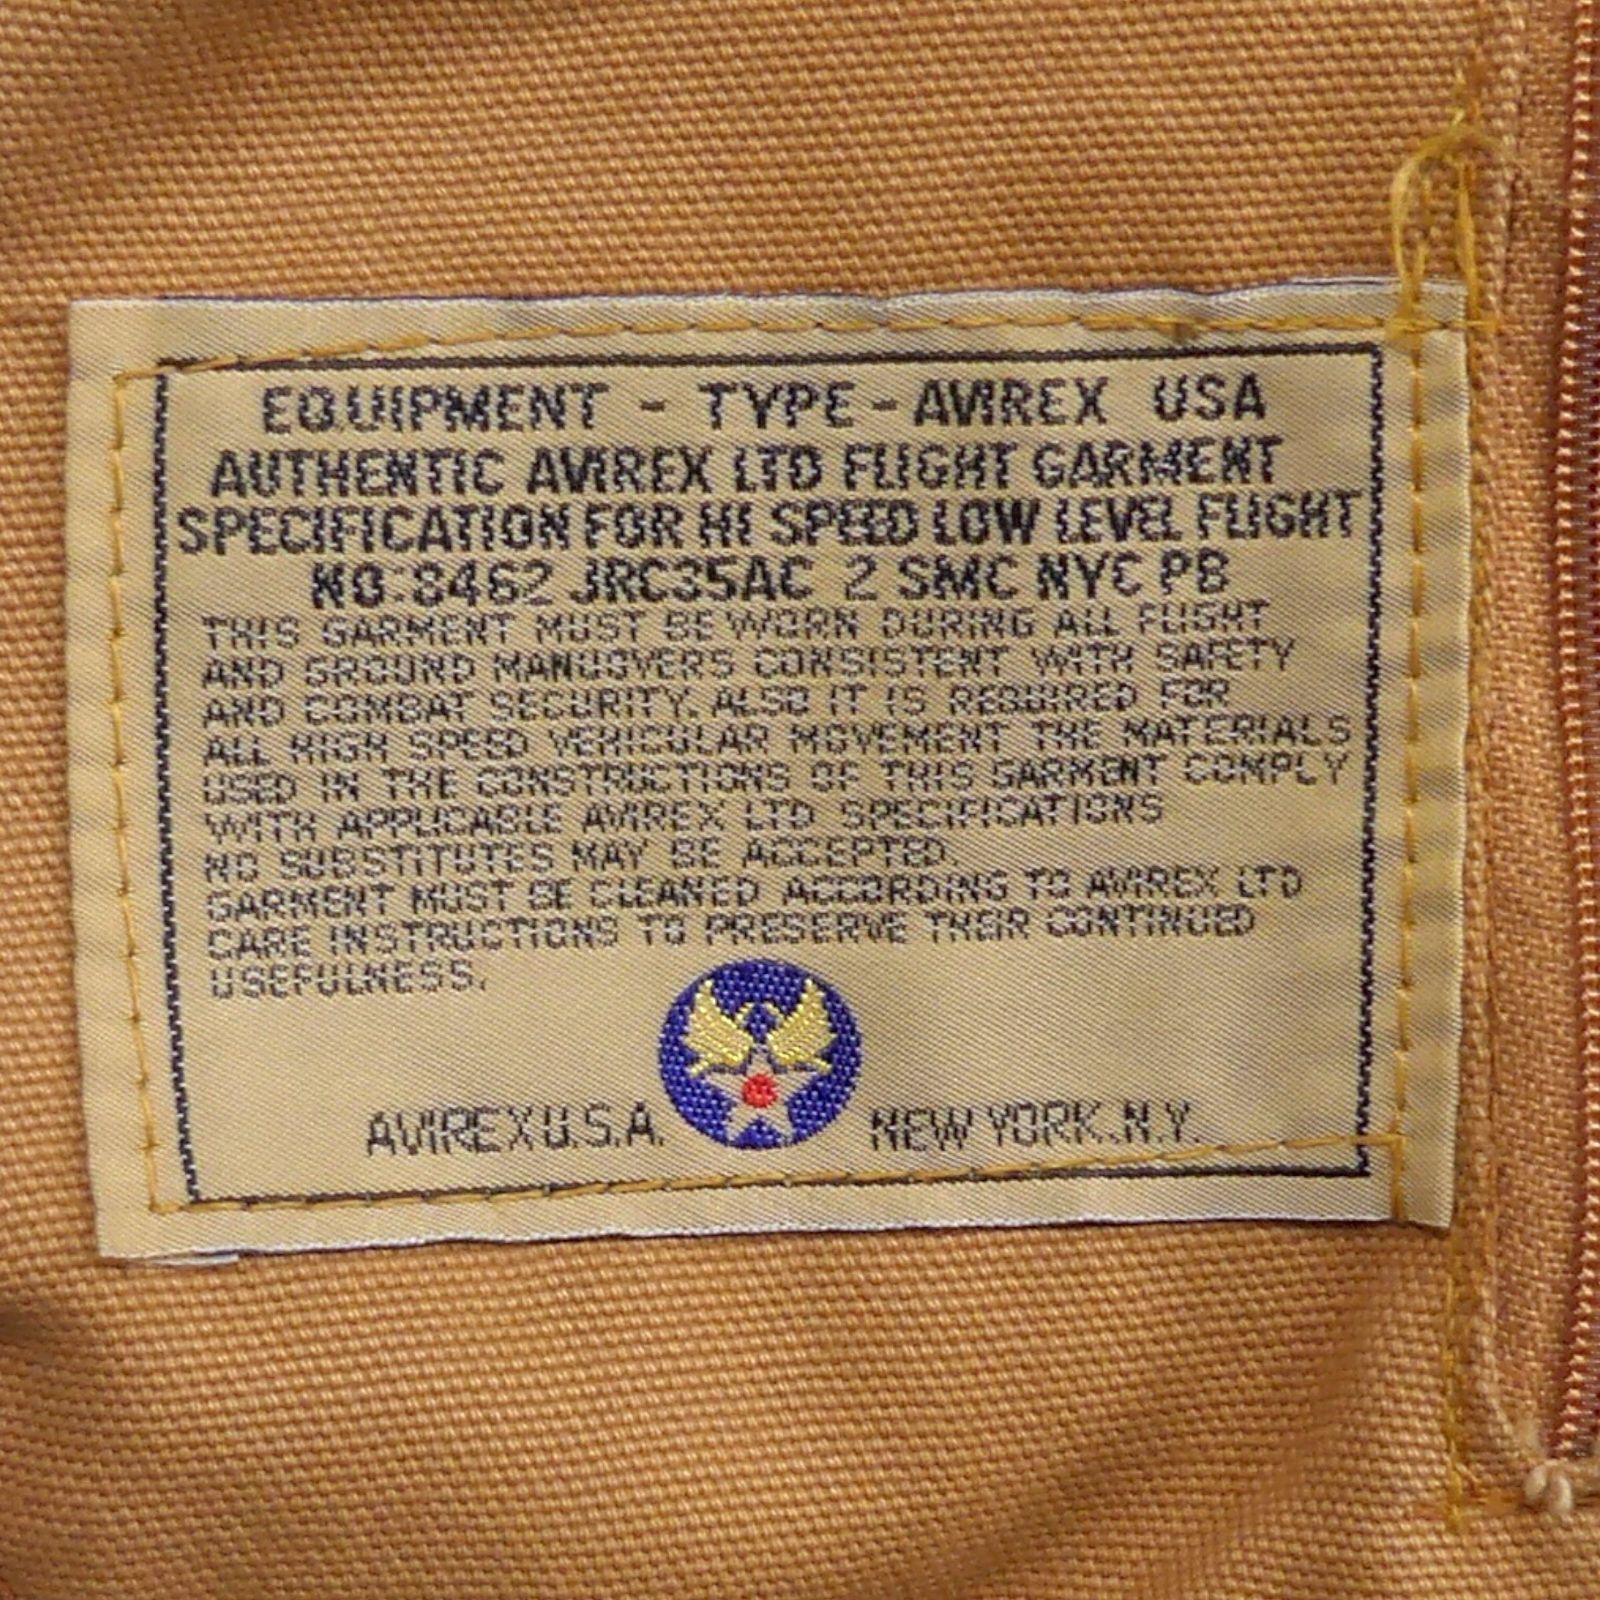 EQUIPMENT - TYPE - AVIREX USA
AUTHENTIC AVIREX LTD FLIGHT GARMENT
SPECIFICATION FOR HI SPEED LOW LEVEL FLIGHT
NO:8462 JRC35AC 2 SMC NYC PB
THIS GARMENT MUST BE WORN DURING ALL FLIGHT
AND GROUND MANUOVERS CONSISTENT WITH SAFETY
AND COMBAT SECURITY. ALSO IT IS REQUIRED FOR
ALL HIGH SPEED VEHICULAR MOVEMENT THE MATERIALS
USED IN THE CONSTRUCTIONS OF THIS GARMENT COMPLY
WITH APPLICABLE AVIREX LTD SPECIFICATIONS
NO SUBSTITUTES MAY BE ACCEPTED.
GARMENT MUST BE CLEANED ACCORDING TO AVIREX LTD
CARE INSTRUCTIONS TO PRESERVE THEIR CONTINUED
USEFULNESS.
AVIREX U.S.A. NEW YORK. N.Y.